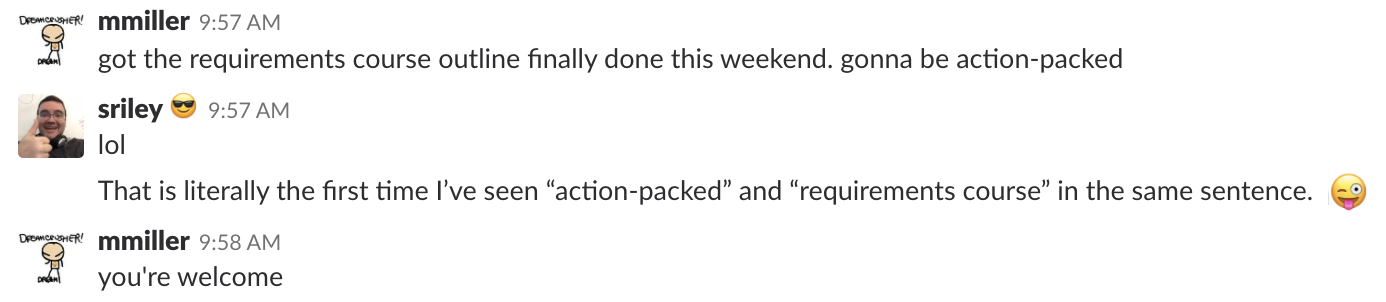 DREAMCRUSHER!
mmiller 9:57 AM
got the requirements course outline finally done this weekend. gonna be action-packed
DREAM
sriley 😎 9:57 AM
lol
That is literally the first time I’ve seen “action-packed” and “requirements course” in the same sentence. 😜
DREAMCRUSHER!
mmiller 9:58 AM
you're welcome
DREAM